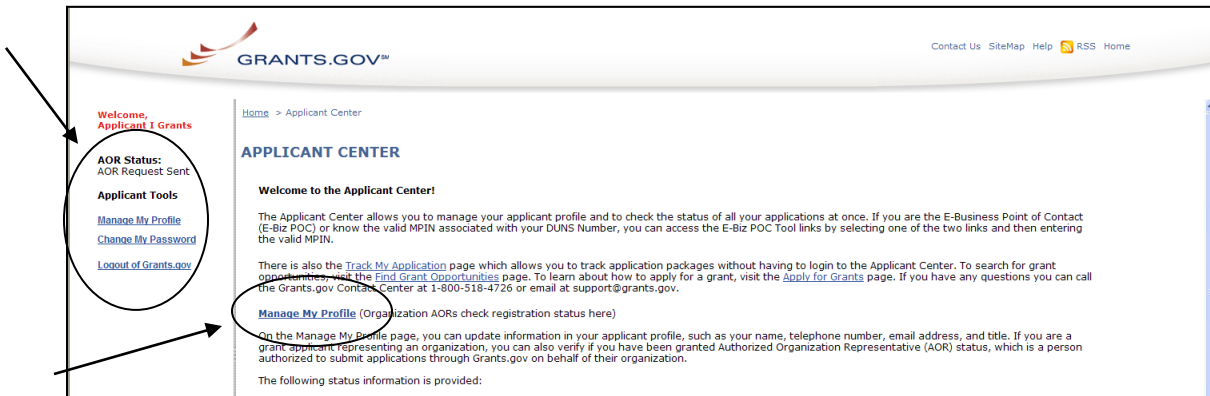 GRANTS.GOV℠
Contact Us SiteMap Help RSS Home
Welcome,
Applicant I Grants
AOR Status:
AOR Request Sent
Applicant Tools
Manage My Profile
Change My Password
Logout of Grants.gov
Home > Applicant Center
APPLICANT CENTER
Welcome to the Applicant Center!
The Applicant Center allows you to manage your applicant profile and to check the status of all your applications at once. If you are the E-Business Point of Contact
(E-Biz POC) or know the valid MPIN associated with your DUNS Number, you can access the E-Biz POC Tool links by selecting one of the two links and then entering
the valid MPIN.
There is also the Track My Application page which allows you to track application packages without having to login to the Applicant Center. To search for grant
opportunities, visit the Find Grant Opportunities page. To learn about how to apply for a grant, visit the Apply for Grants page. If you have any questions you can call
the Grants.gov Contact Center at 1-800-518-4726 or email at support@grants.gov.
Manage My Profile (Organization AORs check registration status here)
On the Manage My Profile page, you can update information in your applicant profile, such as your name, telephone number, email address, and title. If you are a
grant applicant representing an organization, you can also verify if you have been granted Authorized Organization Representative (AOR) status, which is a person
authorized to submit applications through Grants.gov on behalf of their organization.
The following status information is provided: